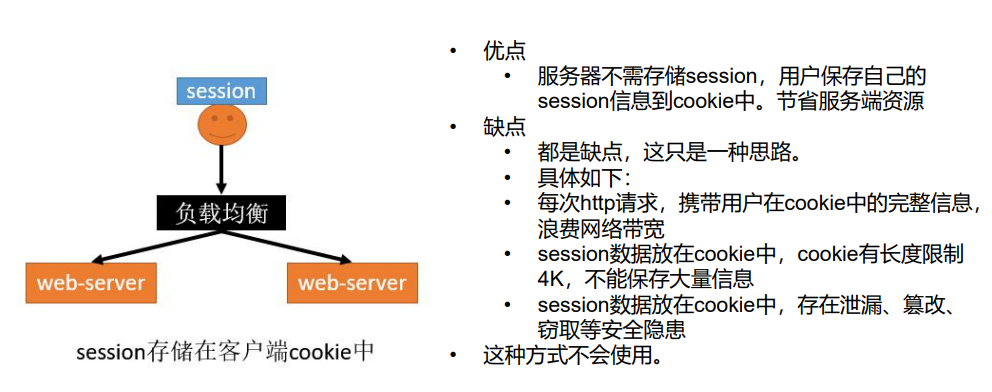 session
负载均衡
web-server
web-server
session存储在客户端cookie中
• 优点
• 服务器不需存储session，用户保存自己的
session信息到cookie中。节省服务端资源
• 缺点
• 都是缺点，这只是一种思路。
• 具体如下：
• 每次http请求，携带用户在cookie中的完整信息，
浪费网络带宽
• session数据放在cookie中，cookie有长度限制
4K，不能保存大量信息
• session数据放在cookie中，存在泄漏、篡改、
窃取等安全隐患
• 这种方式不会使用。